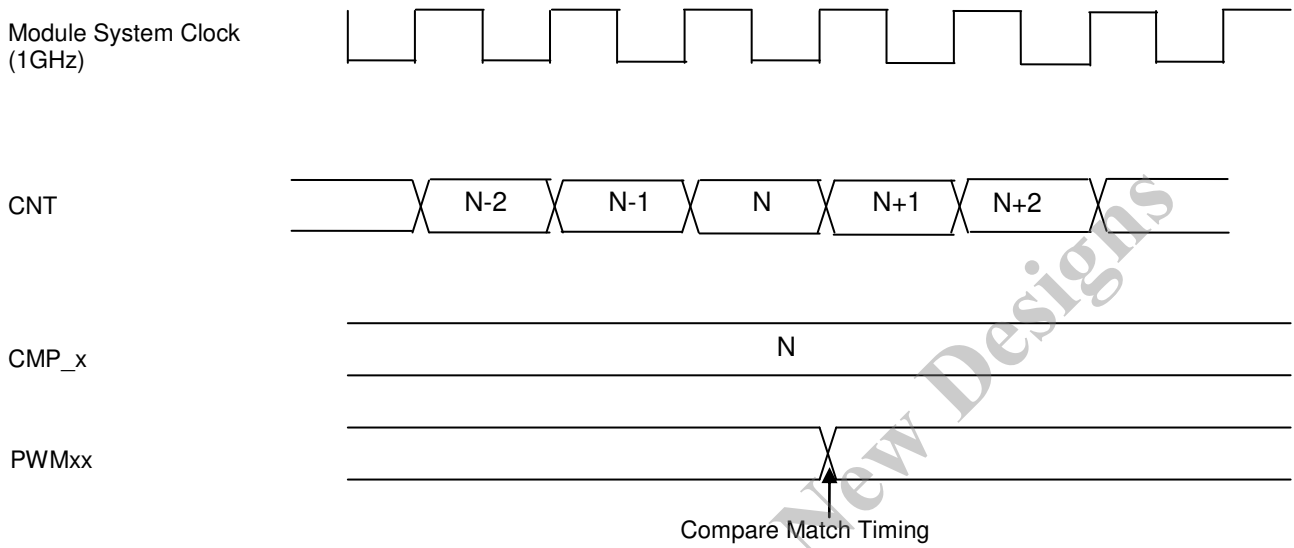 Module System Clock
(1GHz)
CNT
N-2 N-1 N N+1 N+2
CMP_x
N
PWMxx
Compare Match Timing
New Designs